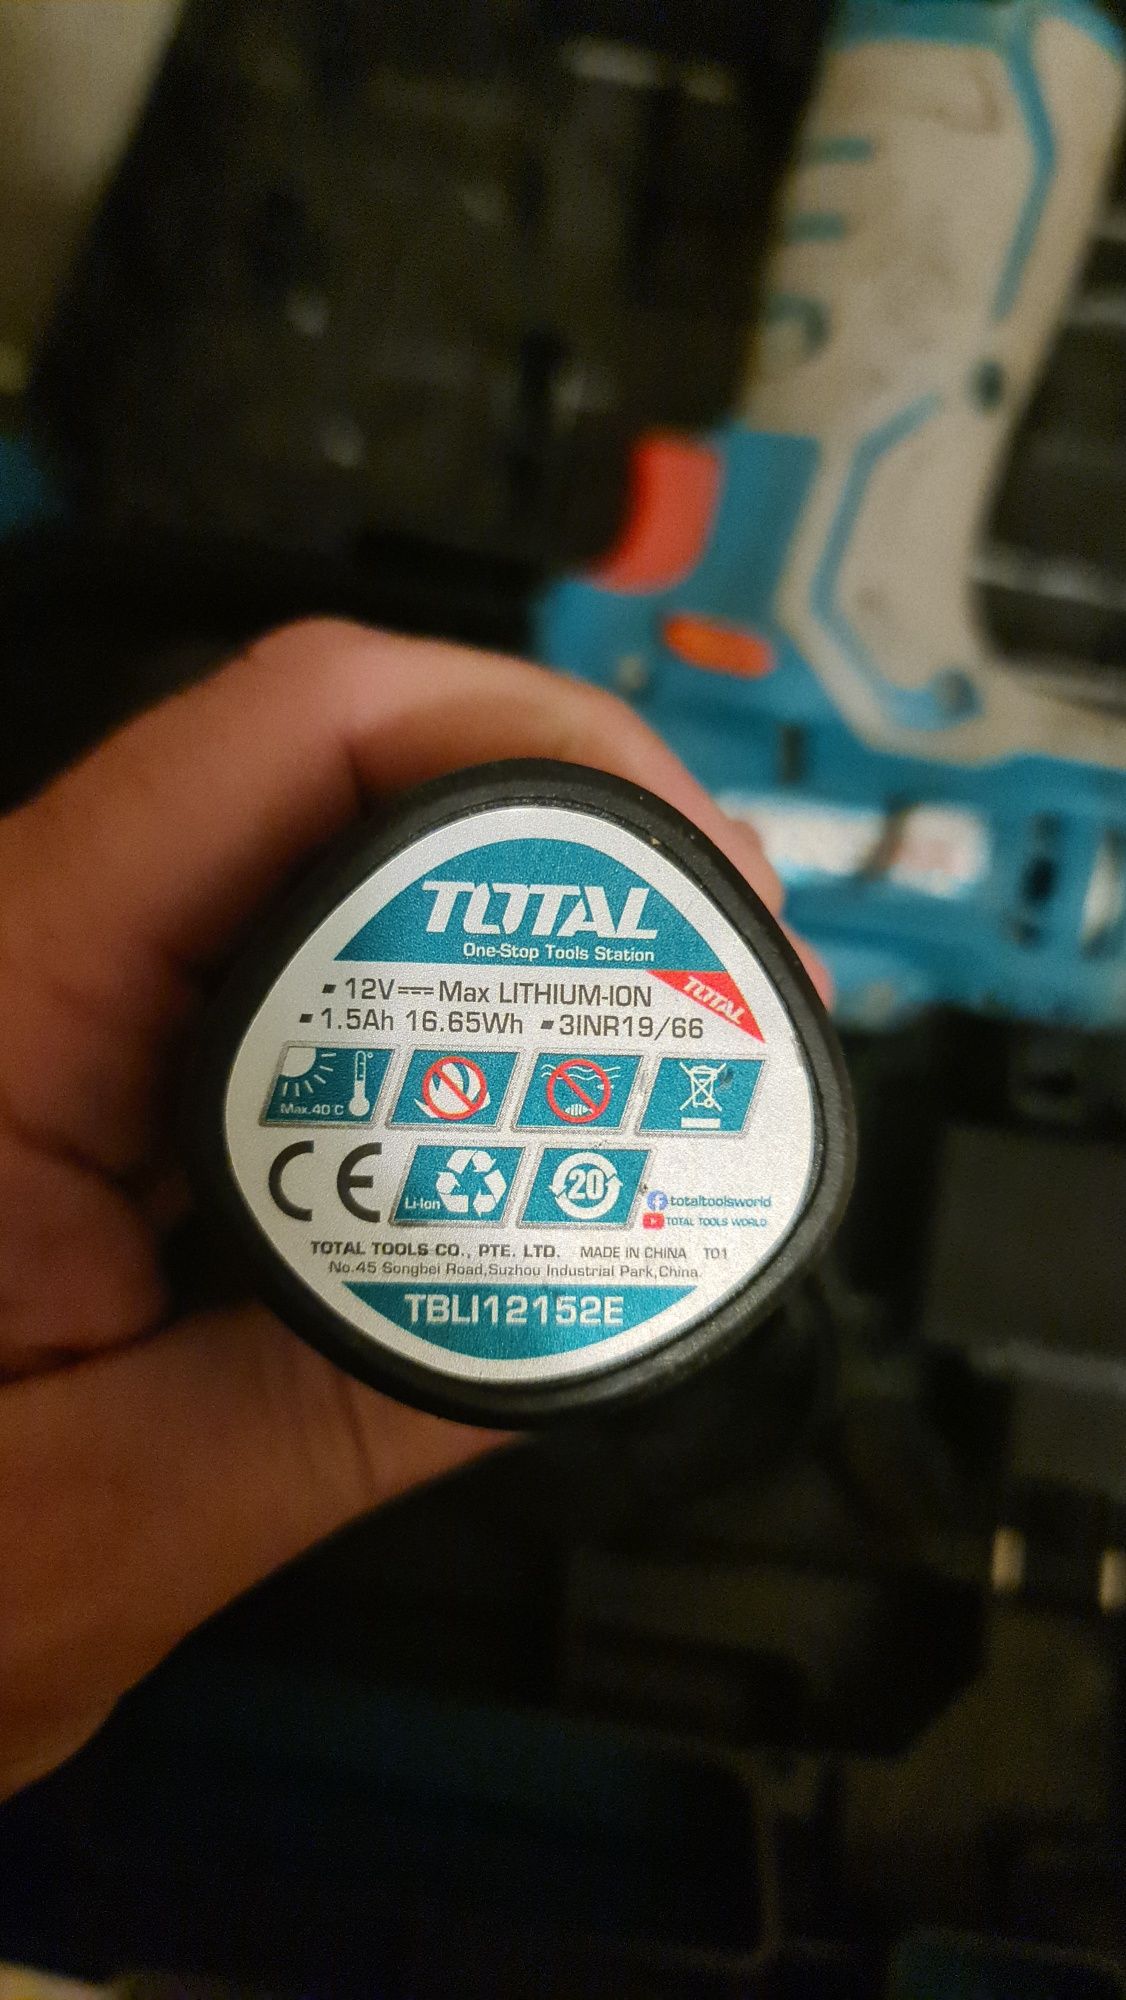 TOTAL
One-Stop Tools Station
▪ 12V⎓Max LITHIUM-ION
TOTAL
▪ 1.5Ah 16.65Wh ▪3INR19/66
Max.40°C
CE
Li-Ion
20
totaltoolsworld
TOTAL TOOLS WORLD
TOTAL TOOLS CO., PTE. LTD. MADE IN CHINA T01
No.45 Songbei Road,Suzhou Industrial Park,China.
TBLI12152E